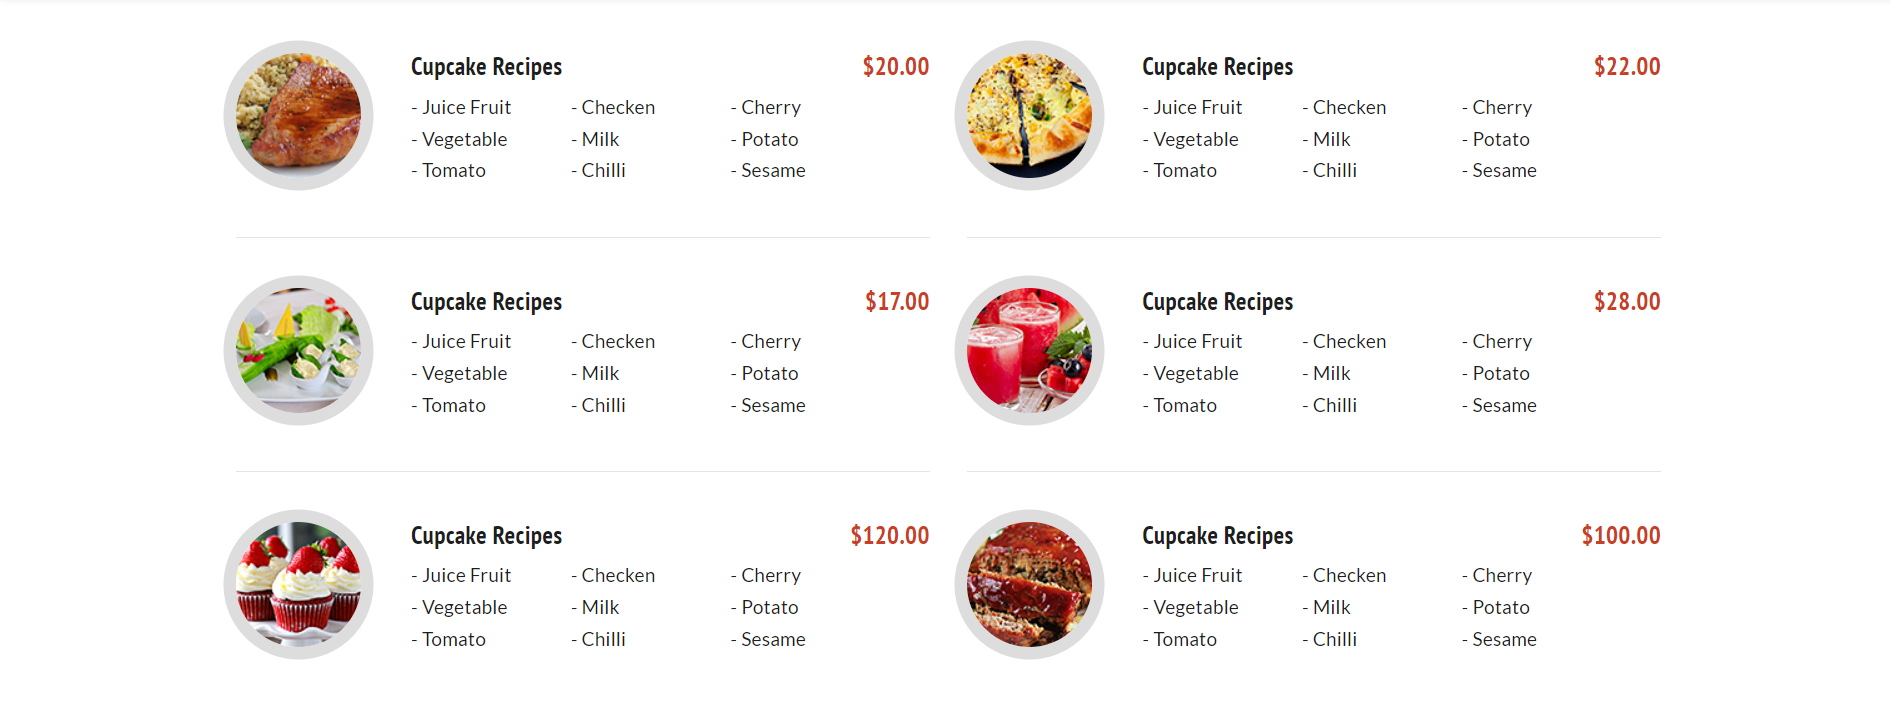 Cupcake Recipes $20.00
- Juice Fruit - Checken - Cherry
- Vegetable - Milk - Potato
- Tomato - Chilli - Sesame
Cupcake Recipes $22.00
- Juice Fruit - Checken - Cherry
- Vegetable - Milk - Potato
- Tomato - Chilli - Sesame
Cupcake Recipes $17.00
- Juice Fruit - Checken - Cherry
- Vegetable - Milk - Potato
- Tomato - Chilli - Sesame
Cupcake Recipes $28.00
- Juice Fruit - Checken - Cherry
- Vegetable - Milk - Potato
- Tomato - Chilli - Sesame
Cupcake Recipes $120.00
- Juice Fruit - Checken - Cherry
- Vegetable - Milk - Potato
- Tomato - Chilli - Sesame
Cupcake Recipes $100.00
- Juice Fruit - Checken - Cherry
- Vegetable - Milk - Potato
- Tomato - Chilli - Sesame